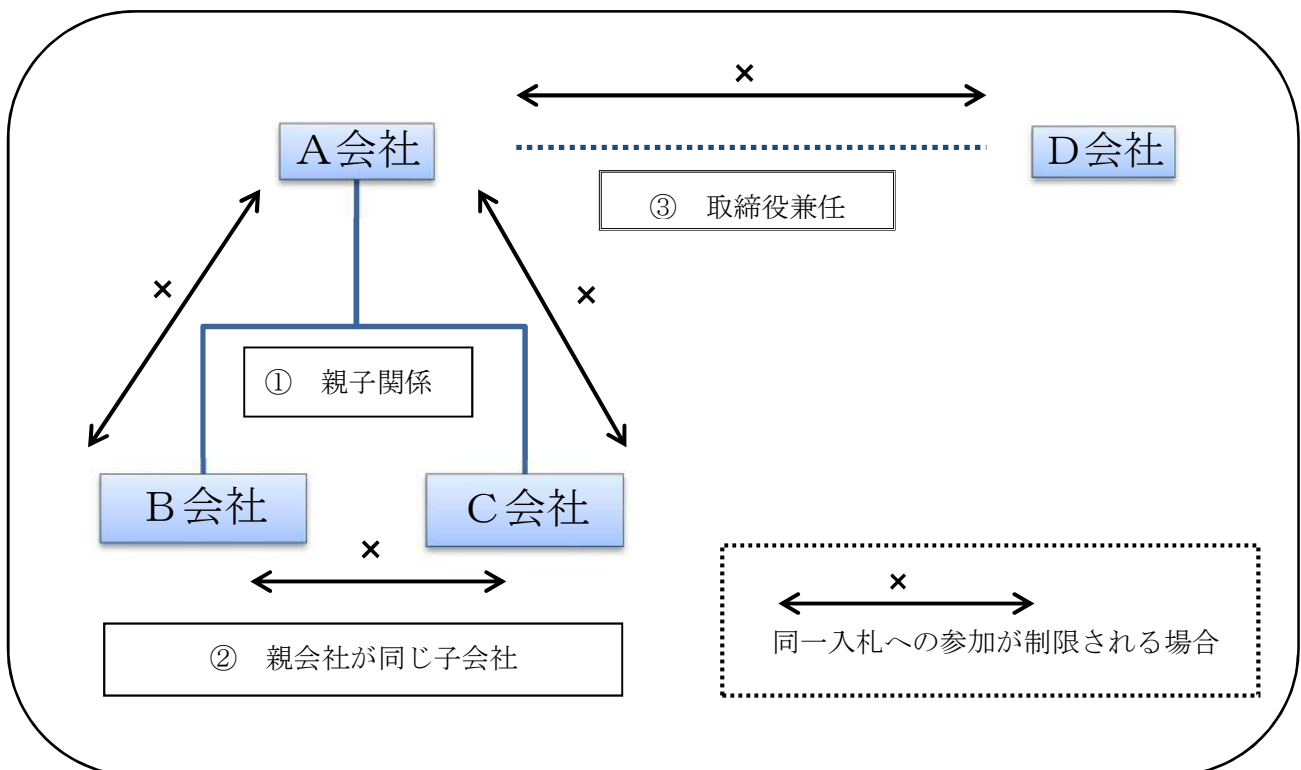 ×
Ａ会社
Ｄ会社
③　取締役兼任
×
×
①　親子関係
Ｂ会社
Ｃ会社
×
②　親会社が同じ子会社
×
同一入札への参加が制限される場合